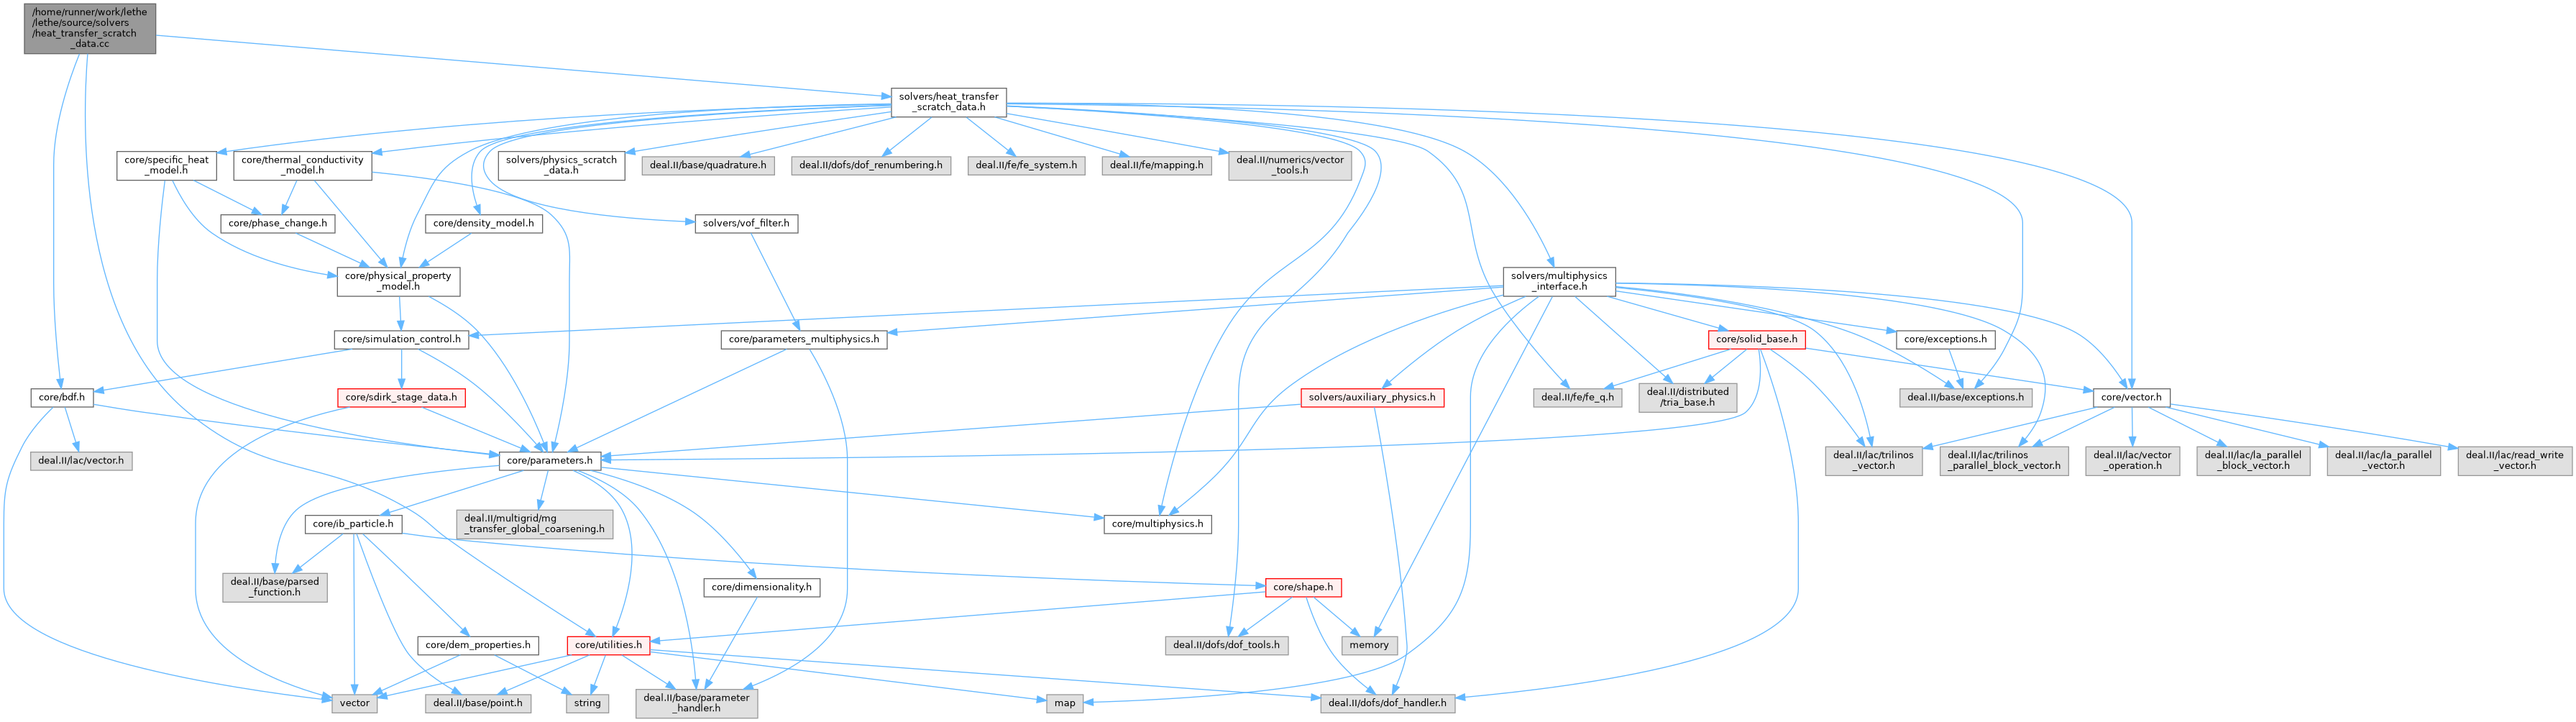 /home/runner/work/lethe
/lethe/source/solvers
/heat_transfer_scratch
_data.cc
solvers/heat_transfer
_scratch_data.h
core/specific_heat
_model.h
core/thermal_conductivity
_model.h
solvers/physics_scratch
_data.h
deal.II/base/quadrature.h
deal.II/dofs/dof_renumbering.h
deal.II/fe/fe_system.h
deal.II/fe/mapping.h
deal.II/numerics/vector
_tools.h
core/phase_change.h
core/density_model.h
solvers/vof_filter.h
core/physical_property
_model.h
solvers/multiphysics
_interface.h
core/simulation_control.h
core/parameters_multiphysics.h
core/solid_base.h
core/exceptions.h
core/bdf.h
core/sdirk_stage_data.h
solvers/auxiliary_physics.h
deal.II/fe/fe_q.h
deal.II/distributed
/tria_base.h
deal.II/base/exceptions.h
core/vector.h
deal.II/lac/vector.h
core/parameters.h
deal.II/lac/trilinos
_vector.h
deal.II/lac/trilinos
_parallel_block_vector.h
deal.II/lac/vector
_operation.h
deal.II/lac/la_parallel
_block_vector.h
deal.II/lac/la_parallel
_vector.h
deal.II/lac/read_write
_vector.h
core/ib_particle.h
deal.II/multigrid/mg
_transfer_global_coarsening.h
core/multiphysics.h
deal.II/base/parsed
_function.h
core/dimensionality.h
core/shape.h
core/dem_properties.h
core/utilities.h
deal.II/dofs/dof_tools.h
memory
vector
deal.II/base/point.h
string
deal.II/base/parameter
_handler.h
map
deal.II/dofs/dof_handler.h